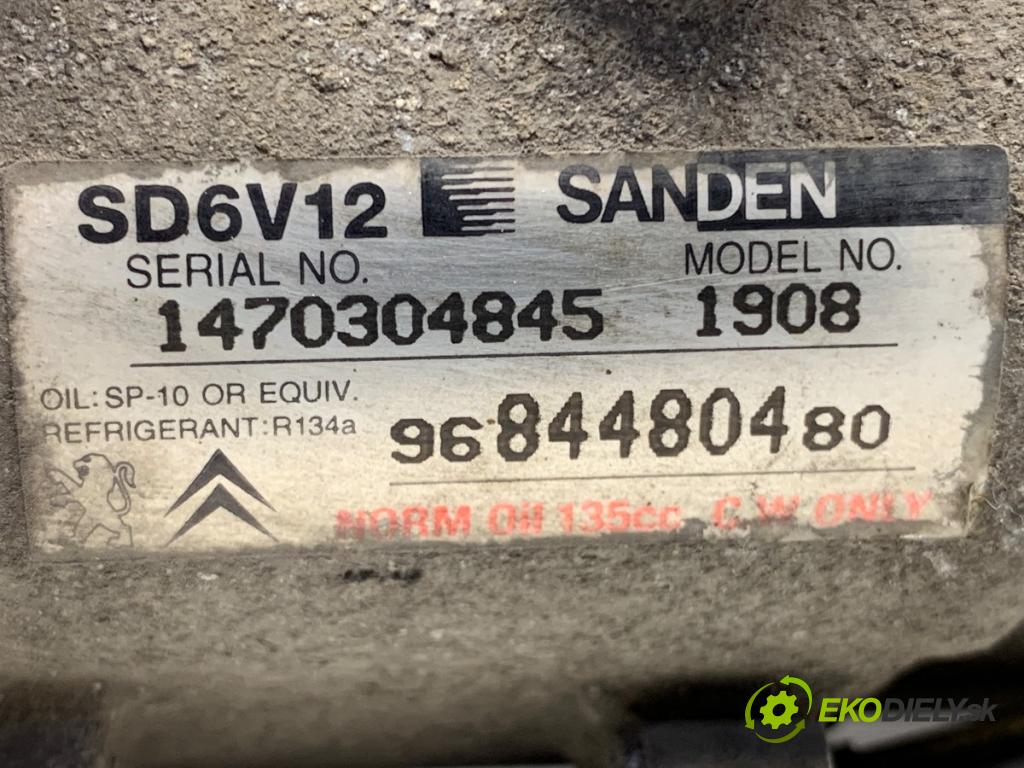 SD6V12 SANDEN
SERIAL NO. MODEL NO.
1470304845 1908
OIL: SP-10 OR EQUIV.
REFRIGERANT: R134a
9684480480
NORM Oil 135cc C W ONLY
EKODIELY.sk